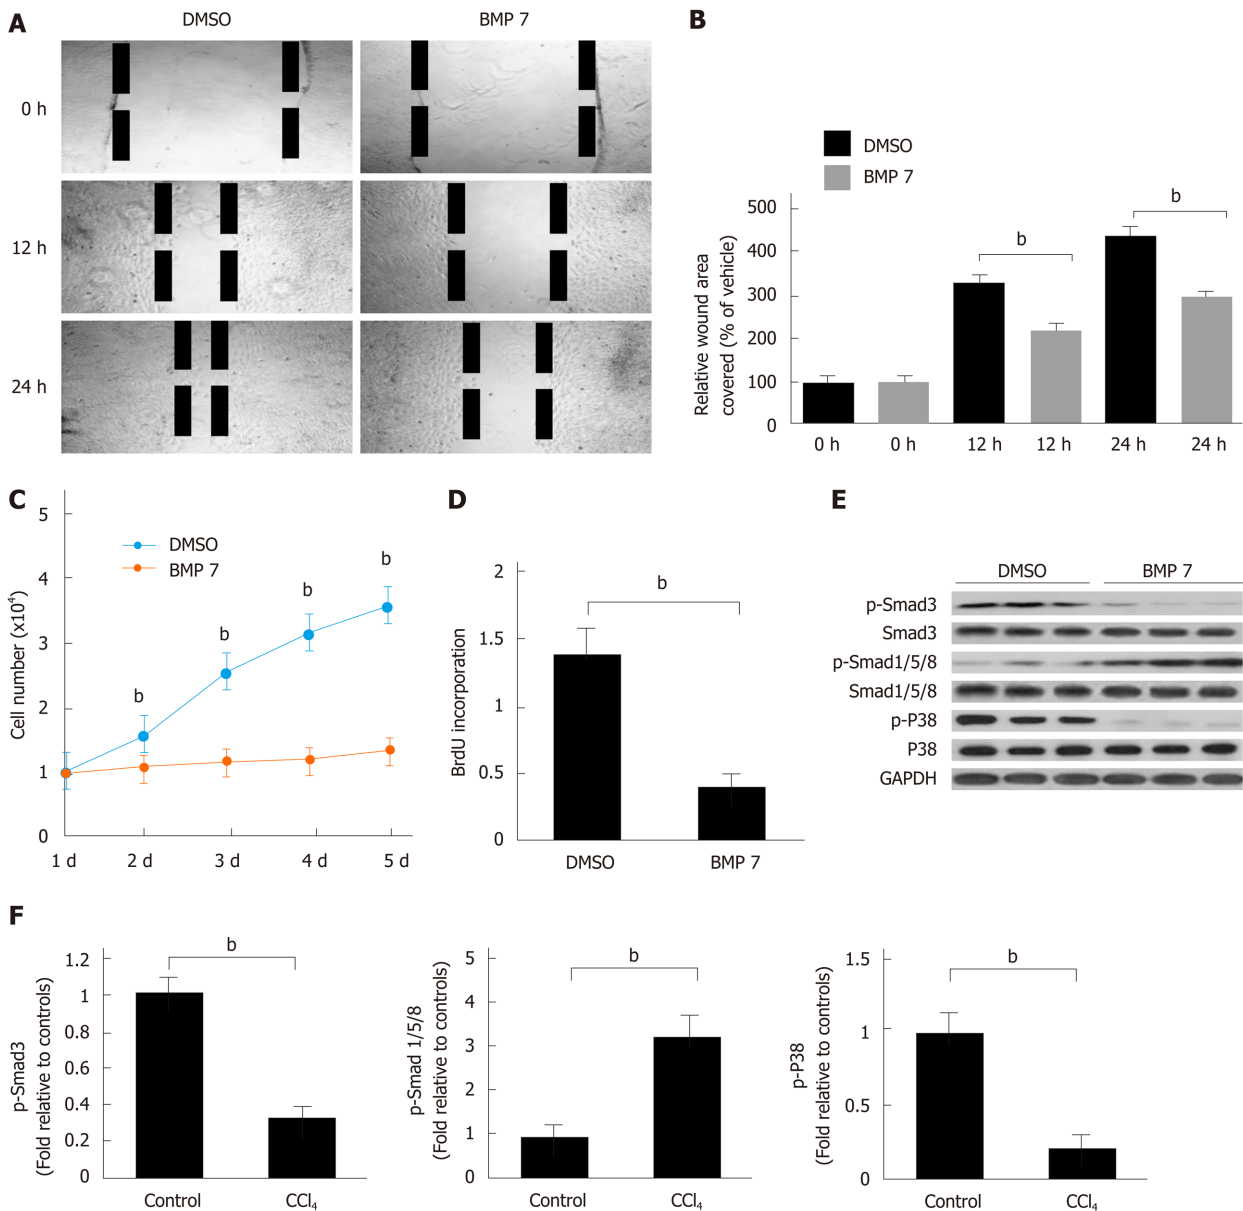 A
DMSO
BMP 7
0 h
12 h
24 h
B
DMSO
BMP 7
Relative wound area
covered (% of vehicle)
500
400
300
200
100
0
b
b
0 h
0 h
12 h
12 h
24 h
24 h
C
DMSO
BMP 7
Cell number (x10⁴)
5
4
3
2
1
0
b
b
b
b
1 d
2 d
3 d
4 d
5 d
D
BrdU incorporation
2
1.5
1
0.5
0
b
DMSO
BMP 7
E
DMSO
BMP 7
p-Smad3
Smad3
p-Smad1/5/8
Smad1/5/8
p-P38
P38
GAPDH
F
p-Smad3
(Fold relative to controls)
1.2
1
0.8
0.6
0.4
0.2
0
b
Control
CCl₄
p-Smad 1/5/8
(Fold relative to controls)
5
4
3
2
1
0
b
Control
CCl₄
p-P38
(Fold relative to controls)
1.5
1
0.5
0
b
Control
CCl₄